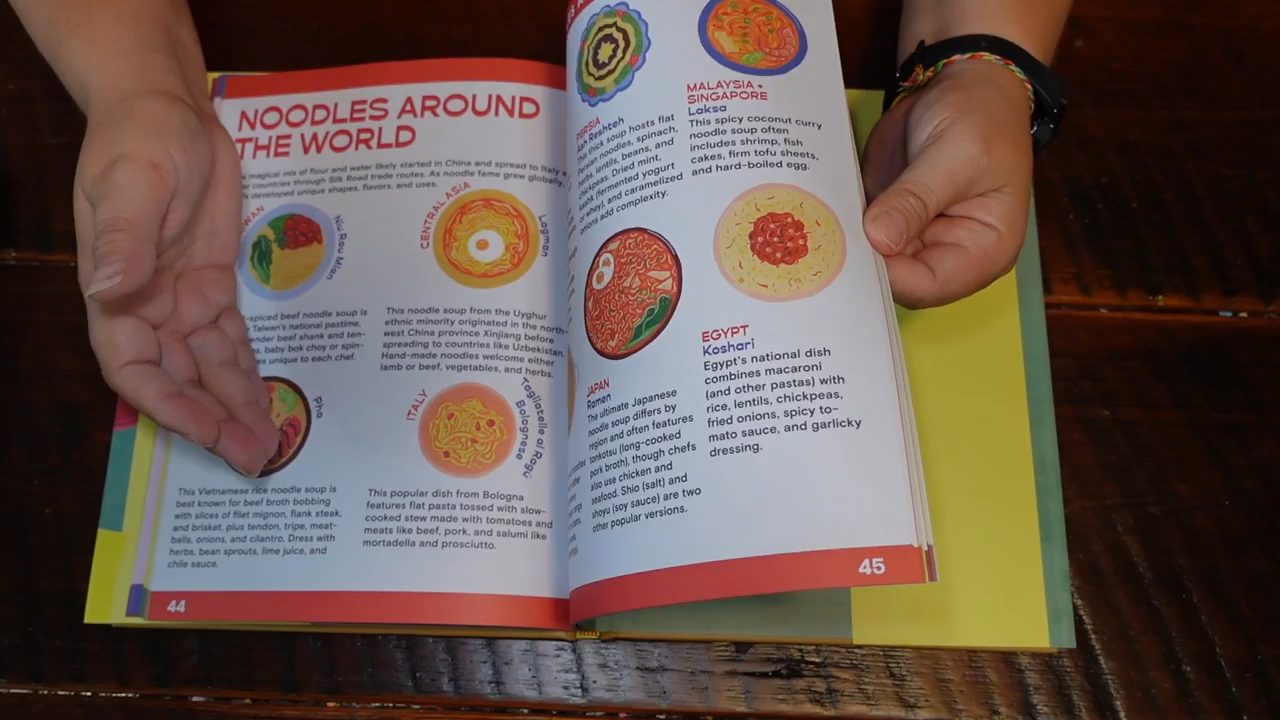 NOODLES AROUND
THE WORLD
magical mix of flour and water likely started in China and spread to Italy
countries through Silk Road trade routes. As noodle fame grew globally,
developed unique shapes, flavors, and uses.
Niu Rou Mian
-spiced beef noodle soup is
Taiwan's national pastime,
ender beef shank and ten-
baby bok choy or spin-
es unique to each chef.
CENTRAL ASIA
Lagman
This noodle soup from the Uyghur
ethnic minority originated in the north-
west China province Xinjiang before
spreading to countries like Uzbekistan.
Hand-made noodles welcome either
lamb or beef, vegetables, and herbs.
Pho
This Vietnamese rice noodle soup is
best known for beef broth bobbing
with slices of filet mignon, flank steak,
and brisket, plus tendon, tripe, meat-
balls, onions, and cilantro. Dress with
herbs, bean sprouts, lime juice, and
chile sauce.
ITALY
Tagliatelle al Ragù
Bolognese
This popular dish from Bologna
features flat pasta tossed with slow-
cooked stew made with tomatoes and
meats like beef, pork, and salumi like
mortadella and prosciutto.
44
PERSIA
Ash Reshteh
This thick soup hosts flat
Persian noodles, spinach,
herbs, lentils, beans, and
chickpeas. Dried mint,
kashk (fermented yogurt
or whey), and caramelized
onions add complexity.
MALAYSIA +
SINGAPORE
Laksa
This spicy coconut curry
noodle soup often
includes shrimp, fish
cakes, firm tofu sheets,
and hard-boiled egg.
JAPAN
Ramen
The ultimate Japanese
noodle soup differs by
region and often features
tonkotsu (long-cooked
pork broth), though chefs
also use chicken and
seafood. Shio (salt) and
shoyu (soy sauce) are two
other popular versions.
EGYPT
Koshari
Egypt's national dish
combines macaroni
(and other pastas) with
rice, lentils, chickpeas,
fried onions, spicy to-
mato sauce, and garlicky
dressing.
45